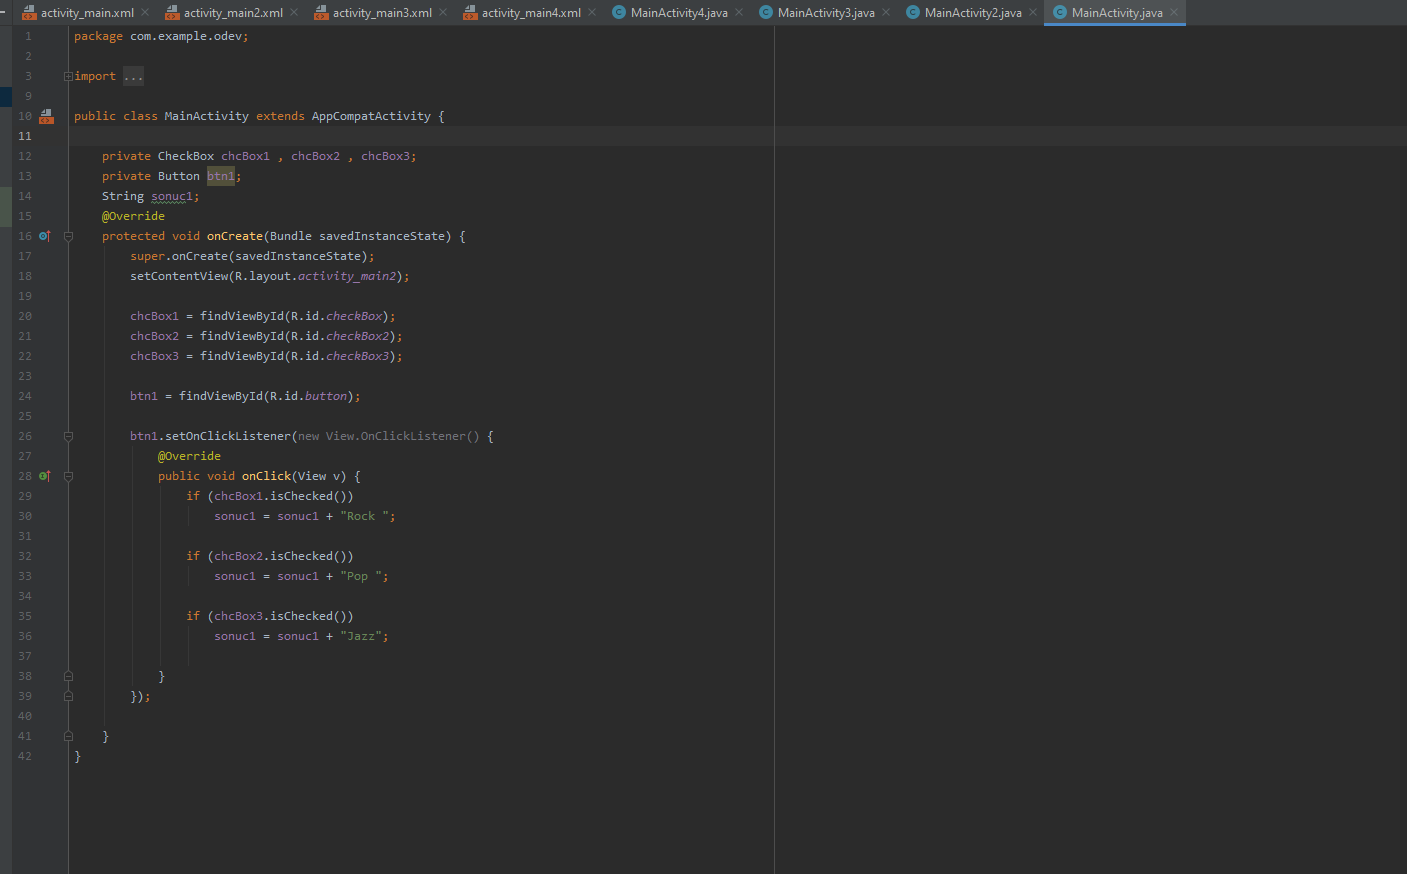 activity_main.xml activity_main2.xml activity_main3.xml activity_main4.xml MainActivity4.java MainActivity3.java MainActivity2.java MainActivity.java
1 package com.example.odev;
2
3 import ...
9
10 public class MainActivity extends AppCompatActivity {
11
12 private CheckBox chcBox1 , chcBox2 , chcBox3;
13 private Button btn1;
14 String sonuc1;
15 @Override
16 protected void onCreate(Bundle savedInstanceState) {
17 super.onCreate(savedInstanceState);
18 setContentView(R.layout.activity_main2);
19
20 chcBox1 = findViewById(R.id.checkBox);
21 chcBox2 = findViewById(R.id.checkBox2);
22 chcBox3 = findViewById(R.id.checkBox3);
23
24 btn1 = findViewById(R.id.button);
25
26 btn1.setOnClickListener(new View.OnClickListener() {
27 @Override
28 public void onClick(View v) {
29 if (chcBox1.isChecked())
30 sonuc1 = sonuc1 + "Rock ";
31
32 if (chcBox2.isChecked())
33 sonuc1 = sonuc1 + "Pop ";
34
35 if (chcBox3.isChecked())
36 sonuc1 = sonuc1 + "Jazz";
37
38 }
39 });
40
41 }
42 }